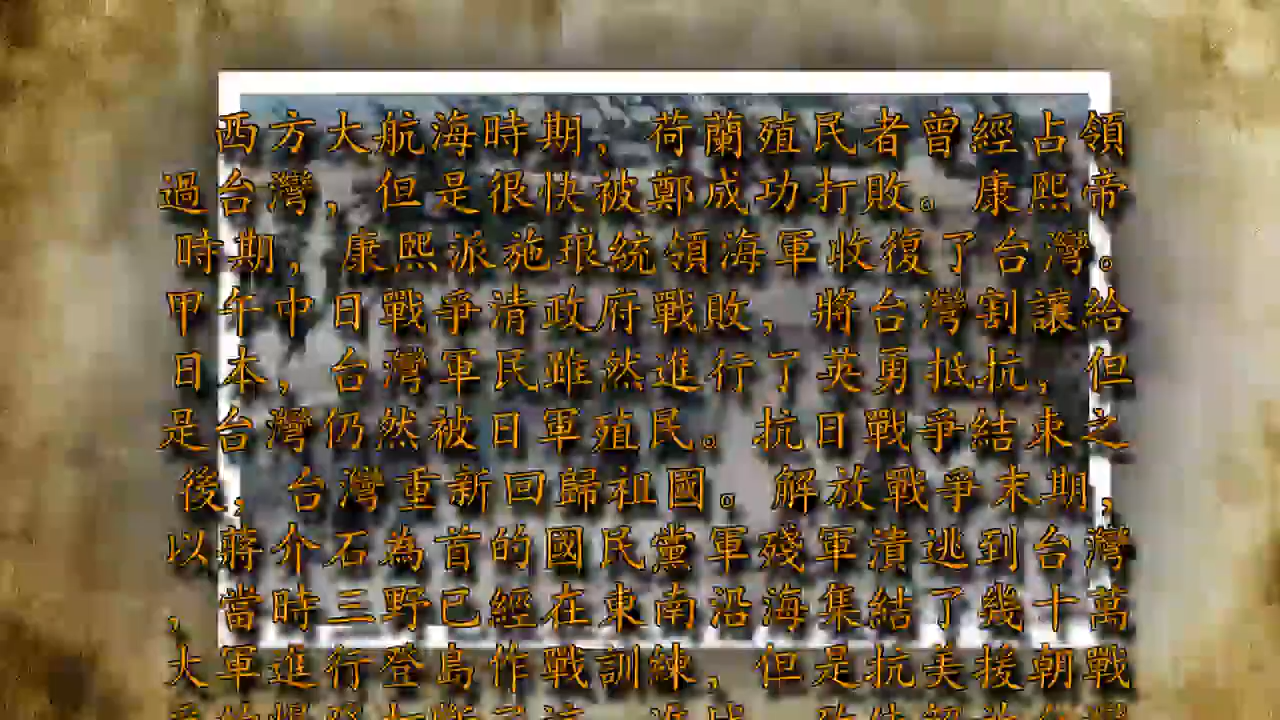 西方大航海時期，荷蘭殖民者曾經占領
過台灣，但是很快被鄭成功打敗。康熙帝
時期，康熙派施琅統領海軍收復了台灣。
甲午中日戰爭清政府戰敗，將台灣割讓給
日本，台灣軍民雖然進行了英勇抵抗，但
是台灣仍然被日軍殖民。抗日戰爭結束之
後，台灣重新回歸祖國。解放戰爭末期，
以蔣介石為首的國民黨軍殘軍潰逃到台灣
，當時三野已經在東南沿海集結了幾十萬
大軍進行登島作戰訓練，但是抗美援朝戰